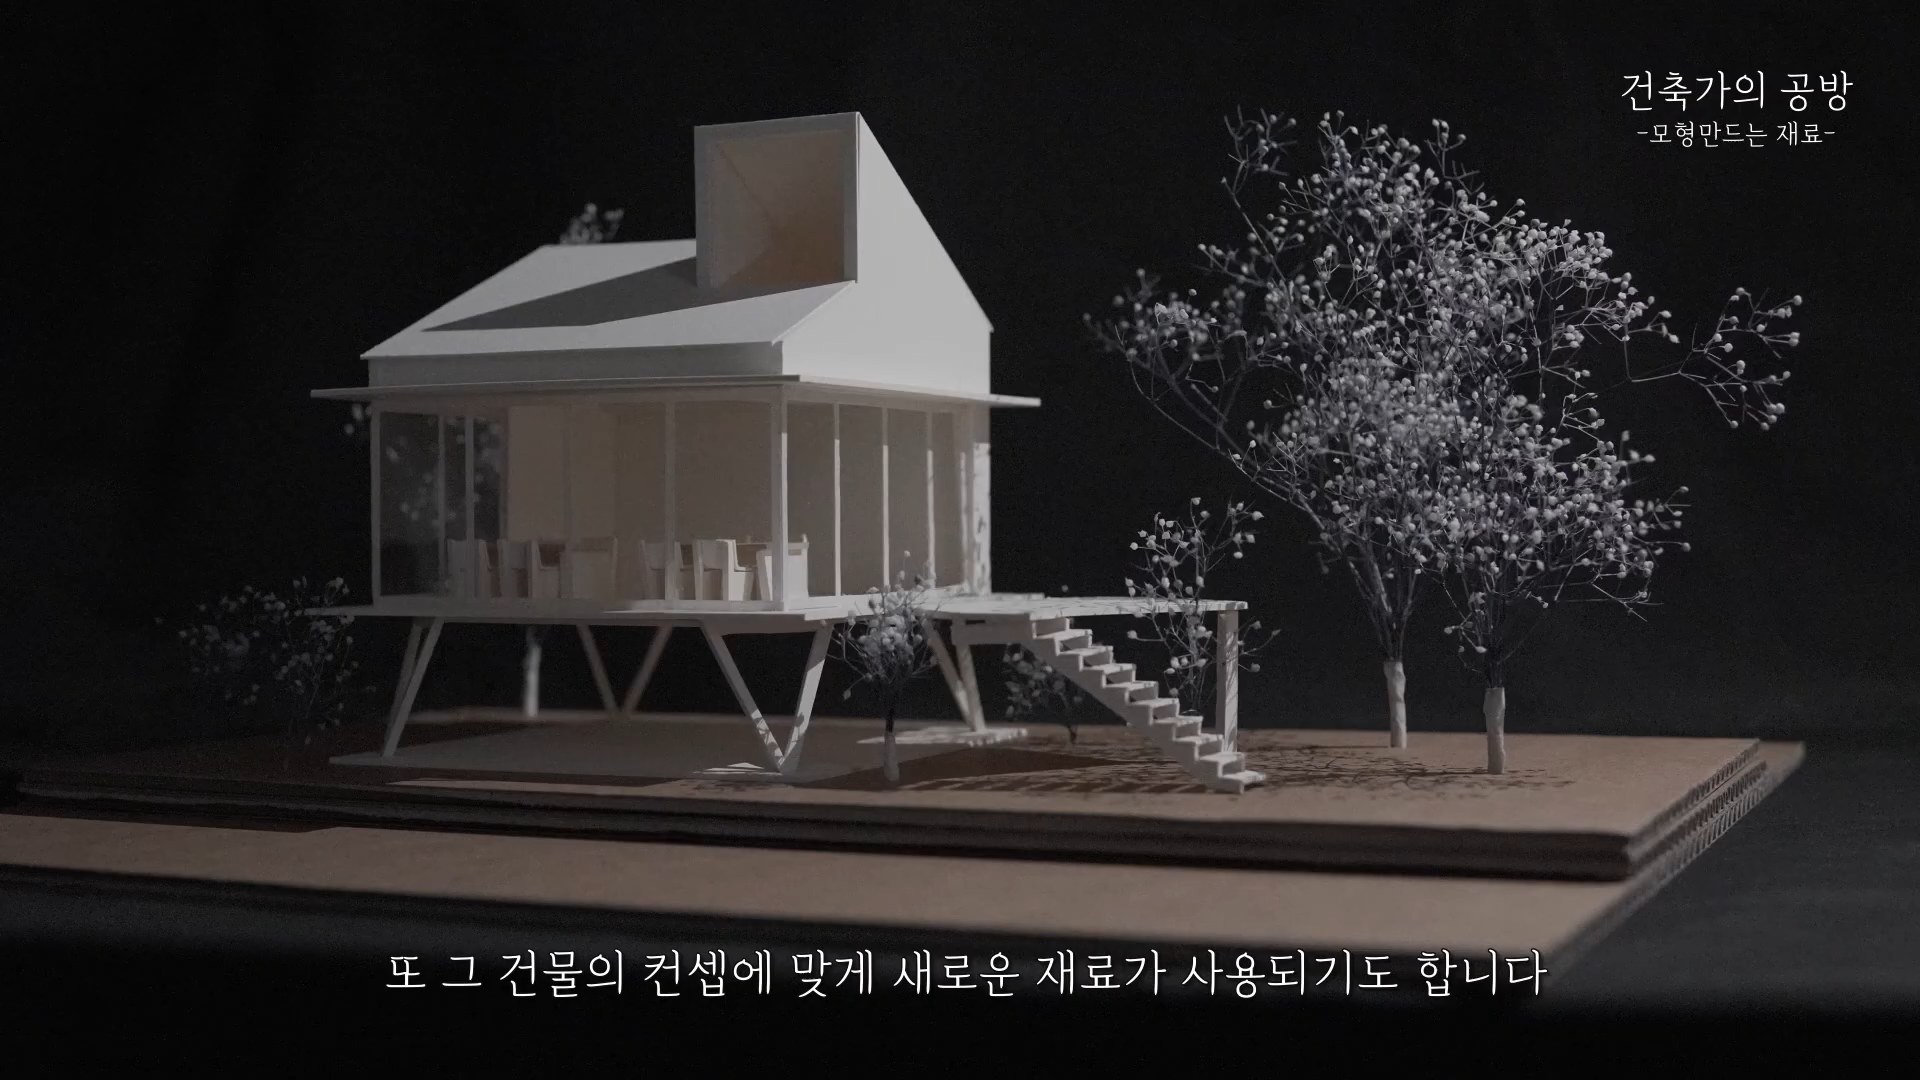 건축가의 공방
-모형만드는 재료-
또 그 건물의 컨셉에 맞게 새로운 재료가 사용되기도 합니다